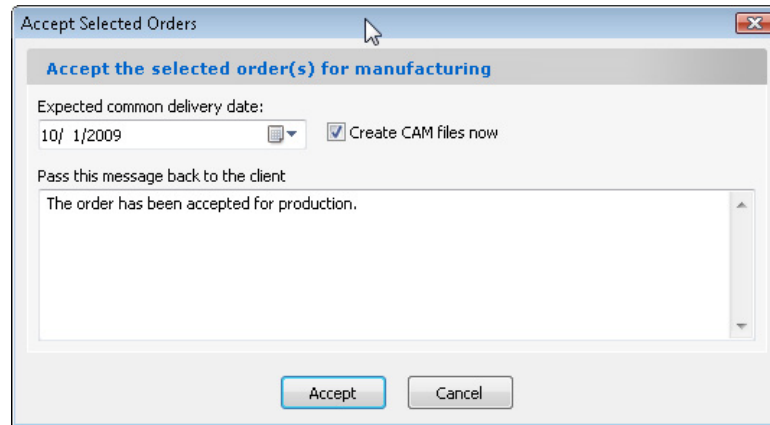 Accept Selected Orders
Accept the selected order(s) for manufacturing
Expected common delivery date:
10/ 1/2009
Create CAM files now
Pass this message back to the client
The order has been accepted for production.
Accept
Cancel